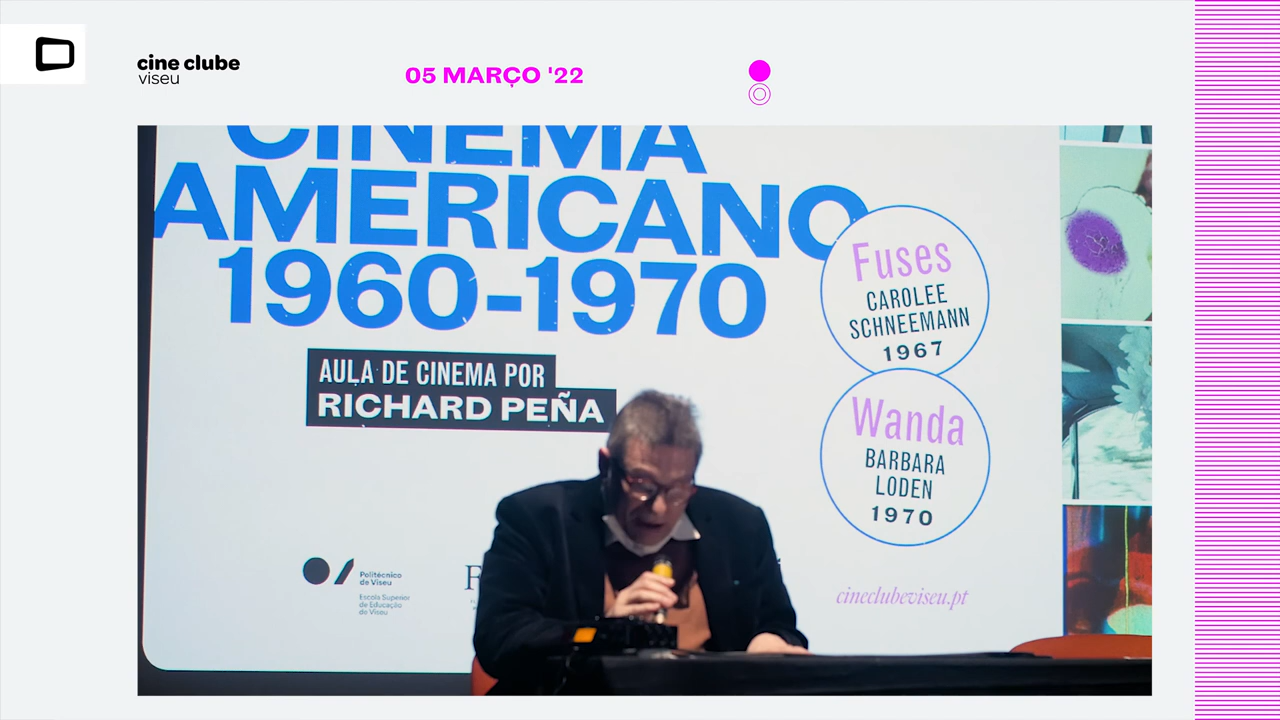 cine clube
viseu
05 MARÇO '22
CINEMA
AMERICANO
1960-1970
AULA DE CINEMA POR
RICHARD PEÑA
Fuses
CAROLEE
SCHNEEMANN
1967
Wanda
BARBARA
LODEN
1970
Politécnico
de Viseu
Escola Superior
de Educação
de Viseu
cineclubeviseu.pt